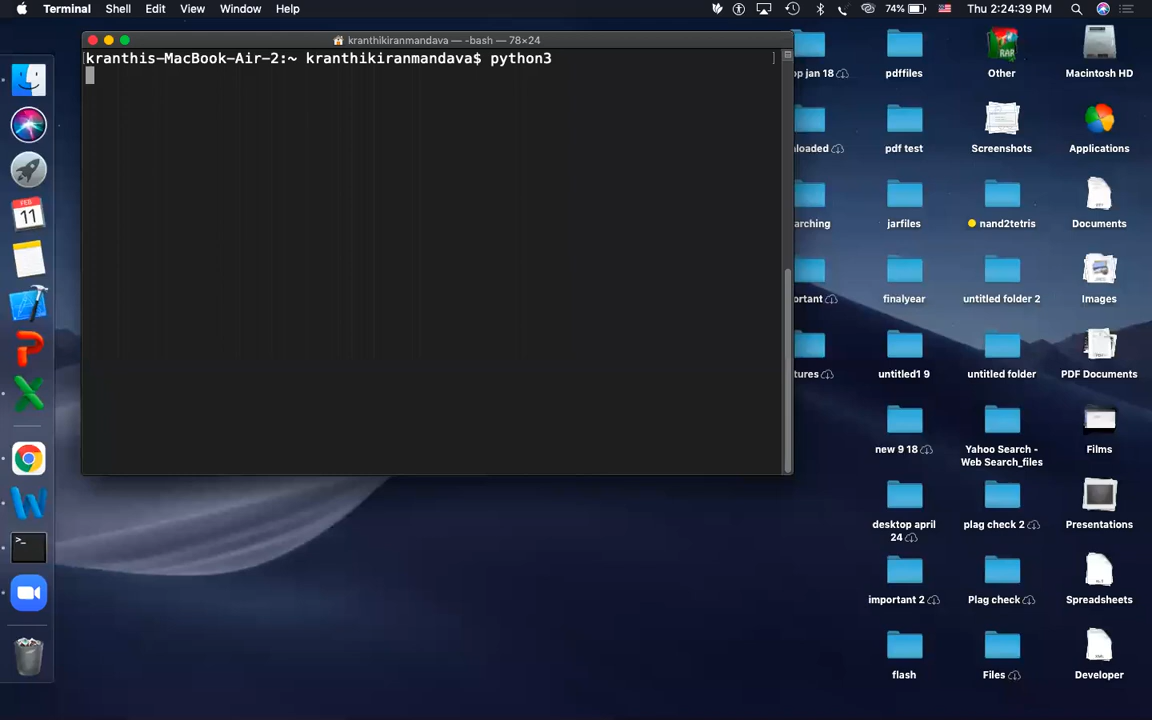 Terminal Shell Edit View Window Help 74% Thu 2:24:39 PM
kranthikiranmandava — -bash — 78×24
[kranthis-MacBook-Air-2:~ kranthikiranmandava$ python3 ]
FEB
11
op jan 18
pdffiles
Other
Macintosh HD
nloaded
pdf test
Screenshots
Applications
arching
jarfiles
nand2tetris
Documents
ortant
finalyear
untitled folder 2
Images
tures
untitled1 9
untitled folder
PDF Documents
new 9 18
Yahoo Search -
Web Search_files
Films
desktop april
24
plag check 2
Presentations
important 2
Plag check
Spreadsheets
flash
Files
Developer